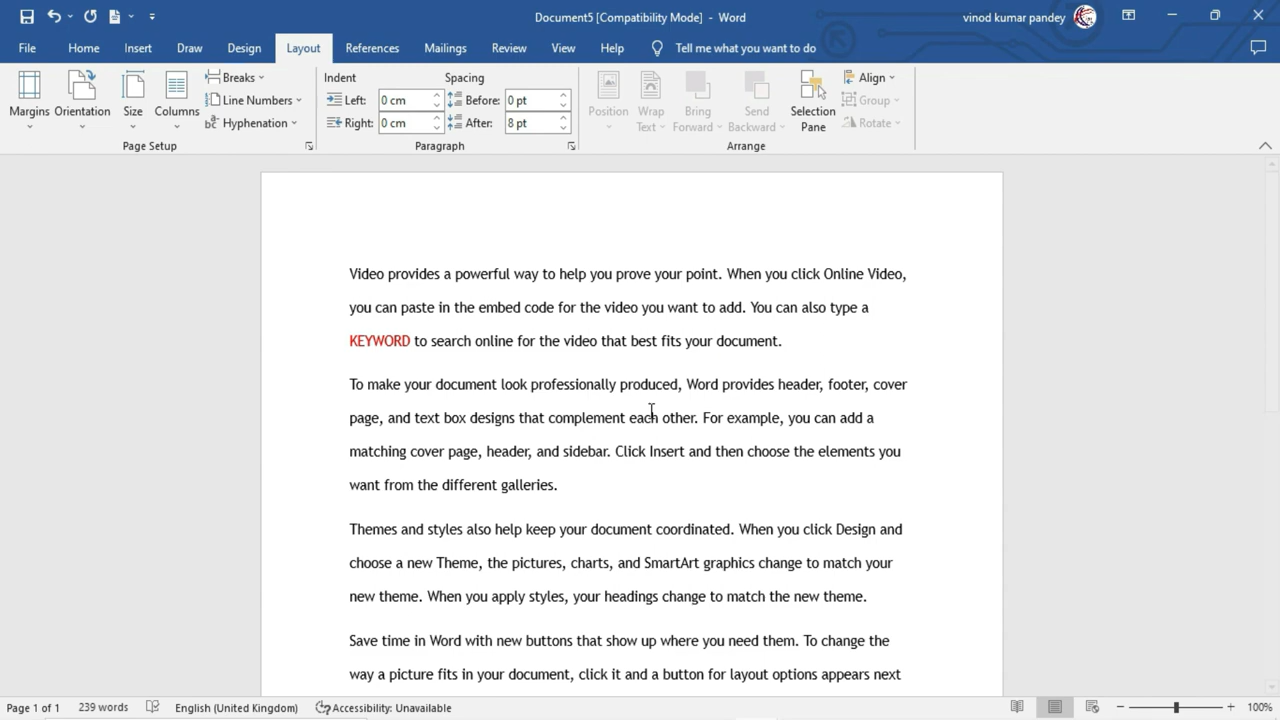 Document5 [Compatibility Mode] - Word
vinod kumar pandey
File Home Insert Draw Design Layout References Mailings Review View Help Tell me what you want to do
Margins
Orientation
Size
Columns
Breaks
Line Numbers
Hyphenation
Page Setup
Indent
Left: 0 cm
Right: 0 cm
Spacing
Before: 0 pt
After: 8 pt
Paragraph
Position
Wrap
Text
Bring
Forward
Send
Backward
Selection
Pane
Align
Group
Rotate
Arrange
Video provides a powerful way to help you prove your point. When you click Online Video,
you can paste in the embed code for the video you want to add. You can also type a
KEYWORD to search online for the video that best fits your document.
To make your document look professionally produced, Word provides header, footer, cover
page, and text box designs that complement each other. For example, you can add a
matching cover page, header, and sidebar. Click Insert and then choose the elements you
want from the different galleries.
Themes and styles also help keep your document coordinated. When you click Design and
choose a new Theme, the pictures, charts, and SmartArt graphics change to match your
new theme. When you apply styles, your headings change to match the new theme.
Save time in Word with new buttons that show up where you need them. To change the
way a picture fits in your document, click it and a button for layout options appears next
Page 1 of 1 239 words English (United Kingdom) Accessibility: Unavailable 100%